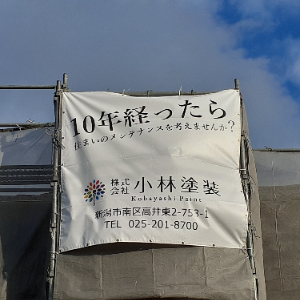 10年経ったら
住まいのメンテナンスを考えませんか?
株式会社 小林塗装
Kobayashi Paint
新潟市南区高井東2-753-1
TEL 025-201-8700